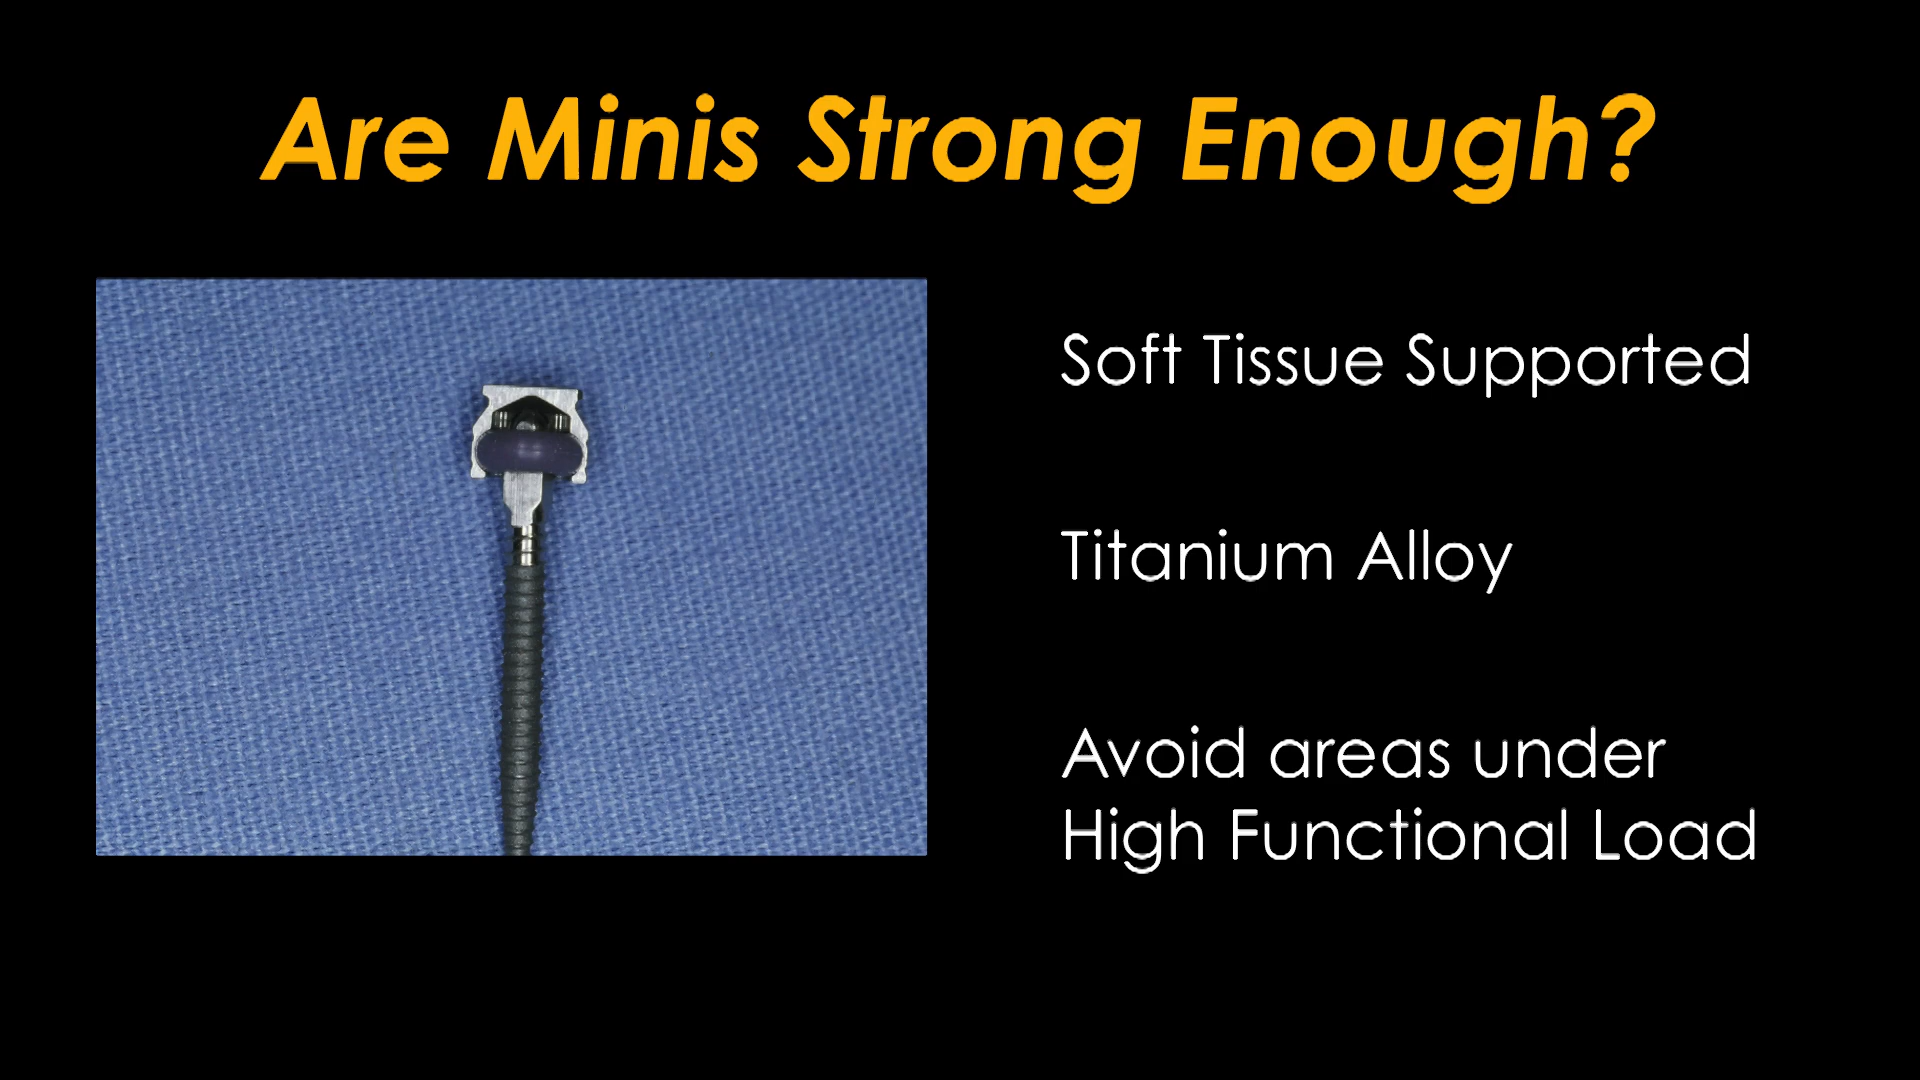 Are Minis Strong Enough?
Soft Tissue Supported
Titanium Alloy
Avoid areas under
High Functional Load